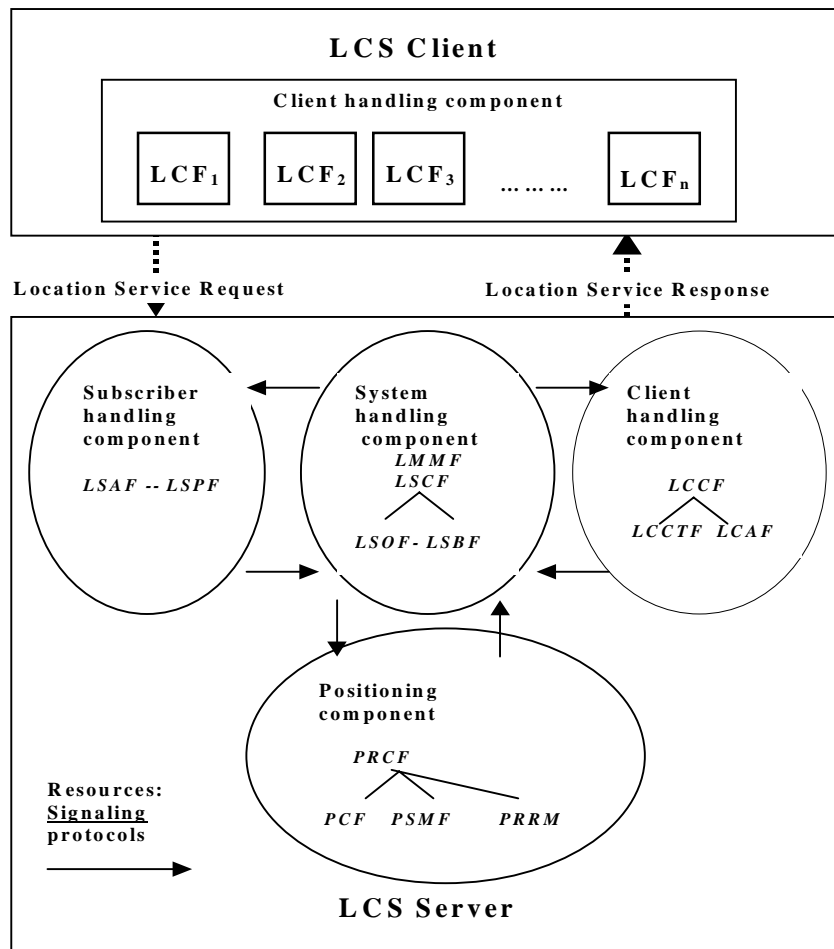 LCS Client
Client handling component
LCF1 LCF2 LCF3 ... ... ... LCFn
Location Service Request
Location Service Response
Subscriber
handling
component
LSAF -- LSPF
System
handling
component
LMMF
LSCF
LSOF- LSBF
Client
handling
component
LCCF
LCCTF LCAF
Positioning
component
PRCF
PCF PSMF PRRM
Resources:
Signaling
protocols
LCS Server